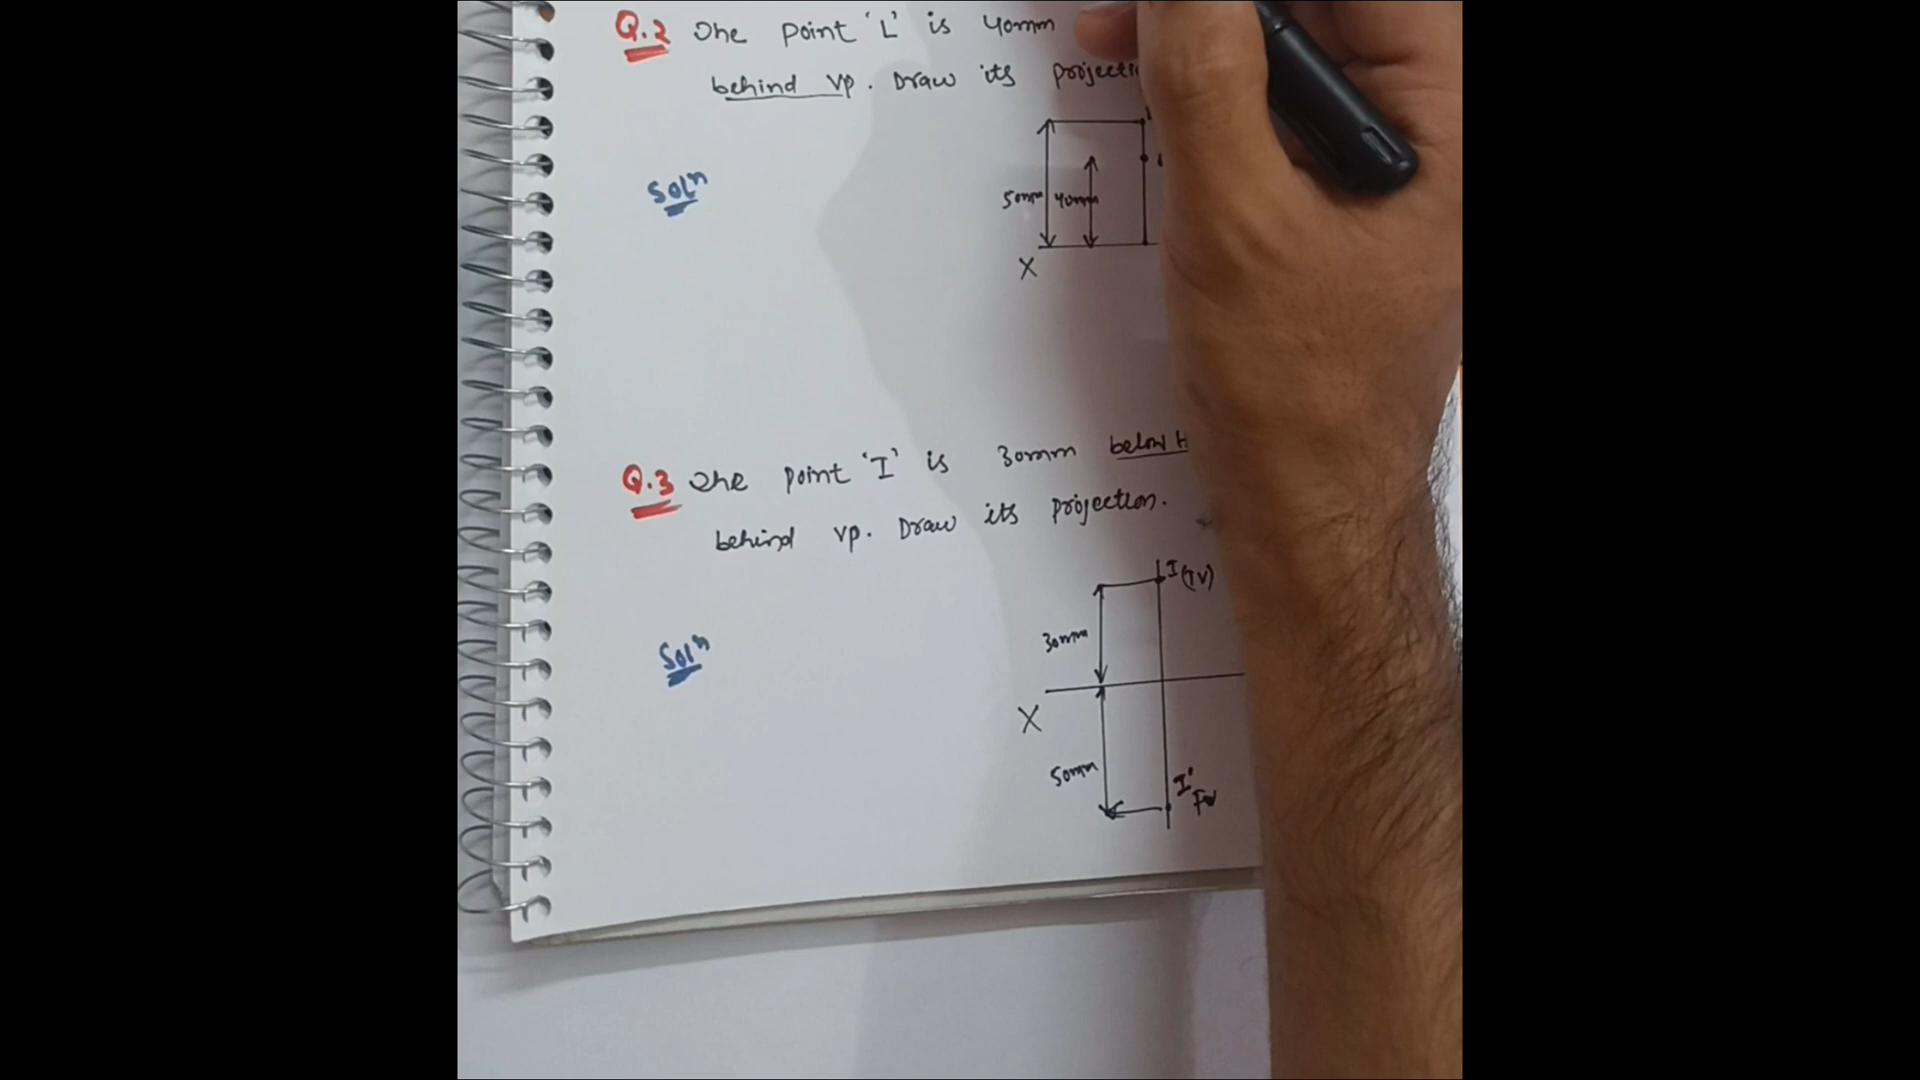 Q.2 The point 'L' is 40mm
behind vp. Draw its
50mm 40mm
X
Soln
Q.3 The point 'I' is 30mm below
behind vp. Draw its projection.
I (TV)
30mm
Soln
X
50mm
I'
Fv